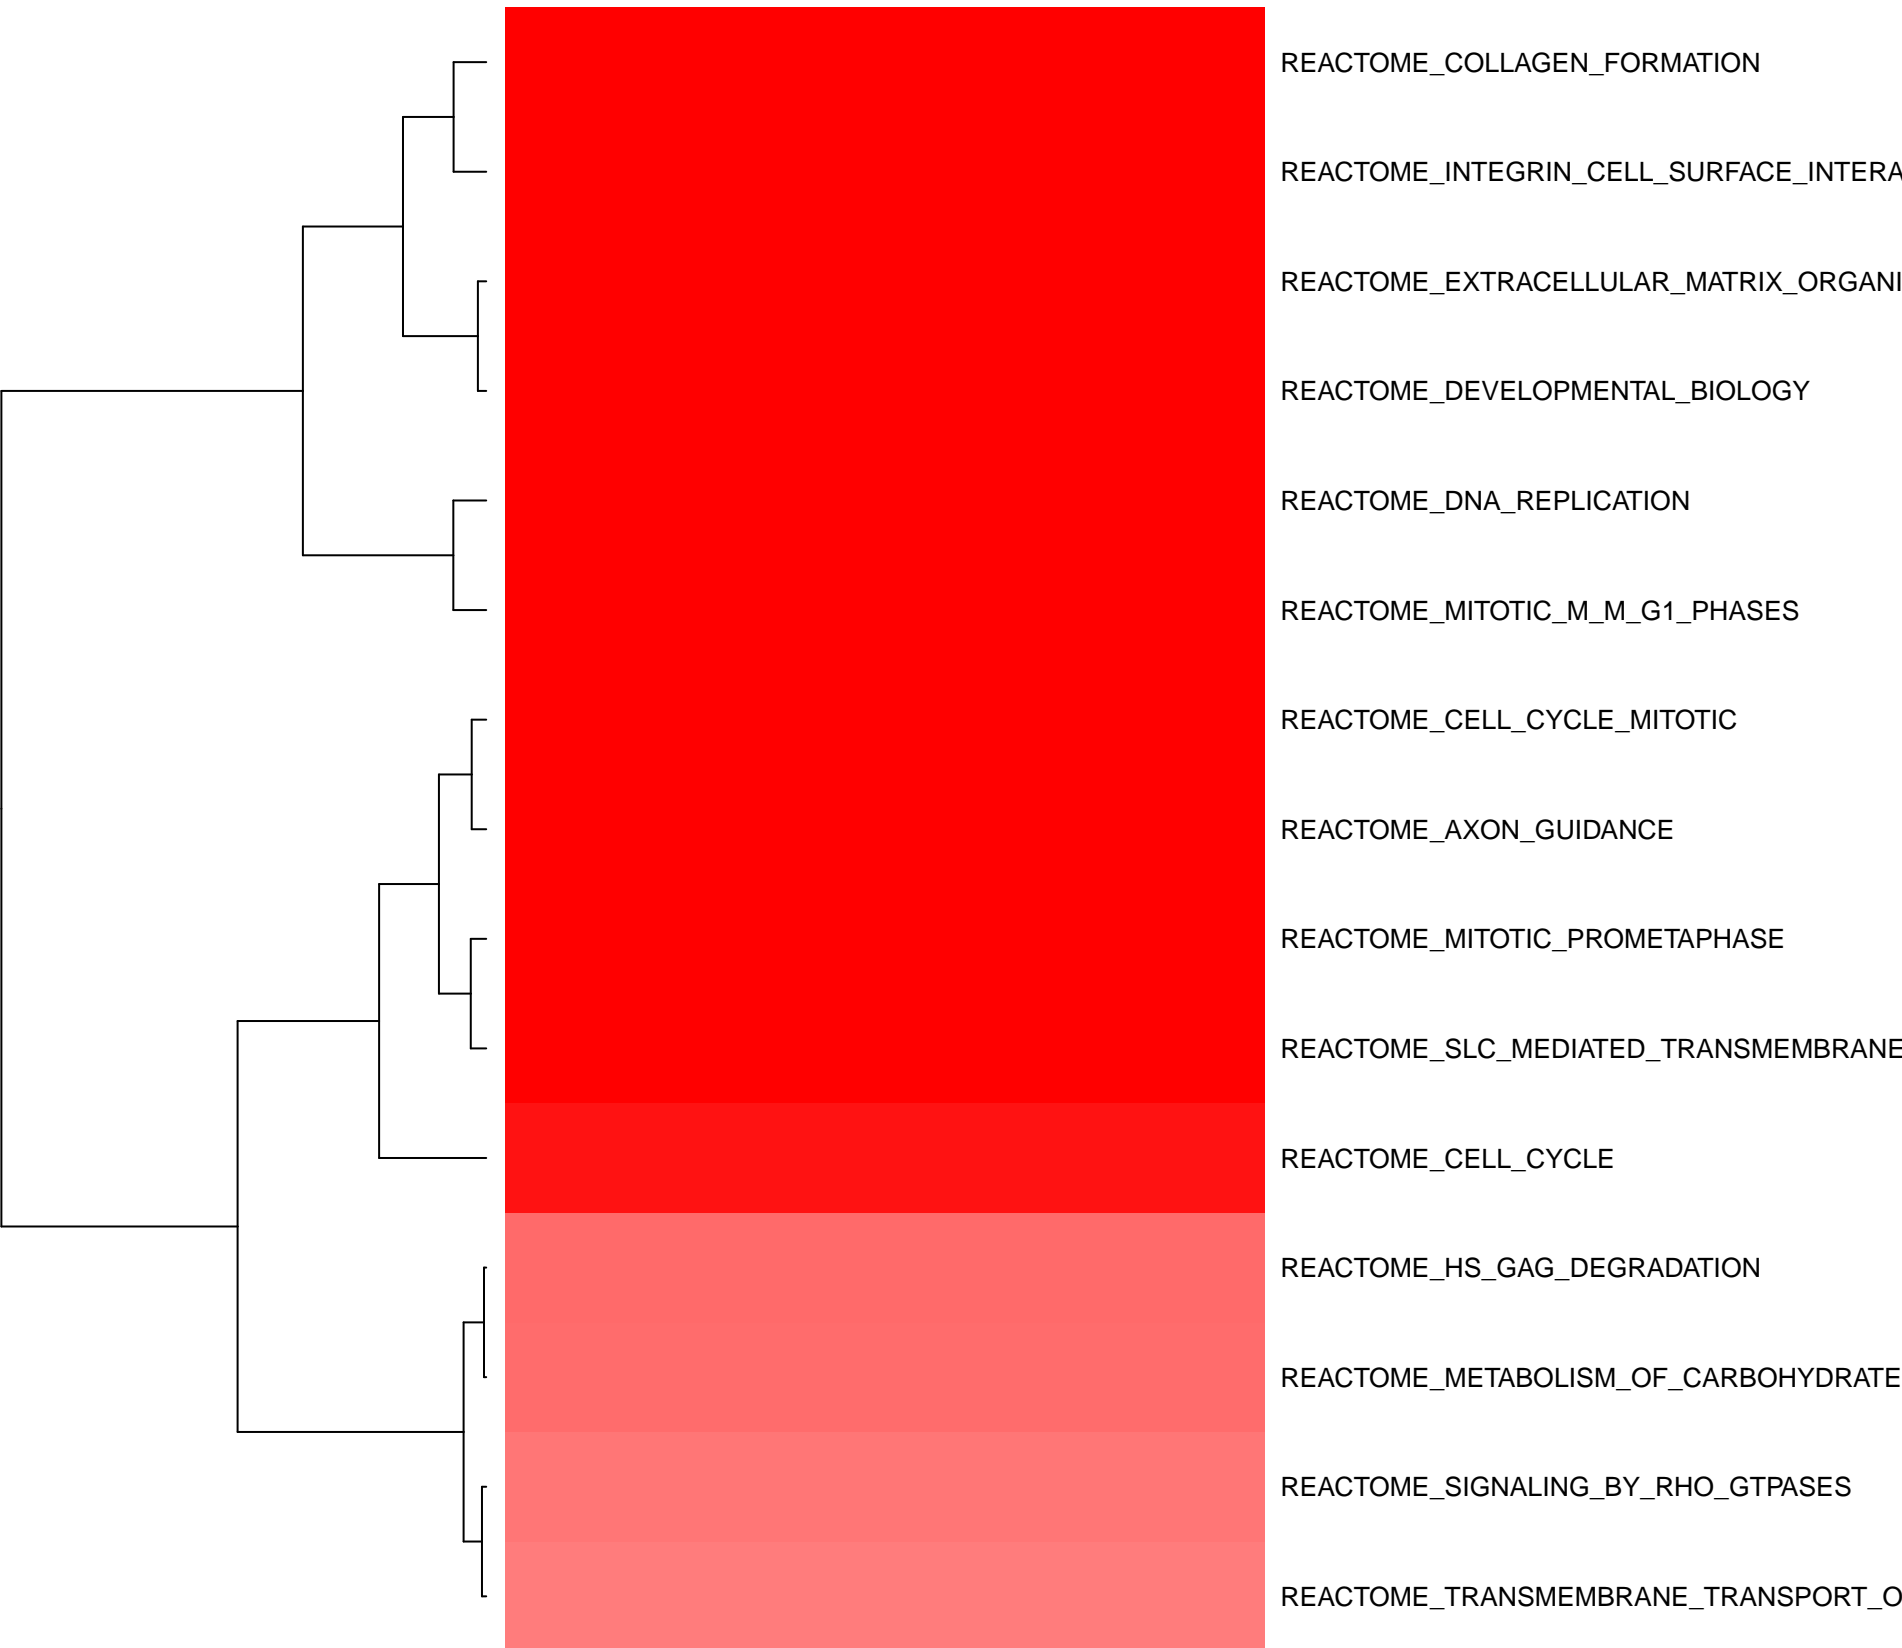 REACTOME_COLLAGEN_FORMATION
REACTOME_INTEGRIN_CELL_SURFACE_INTERA
REACTOME_EXTRACELLULAR_MATRIX_ORGANI
REACTOME_DEVELOPMENTAL_BIOLOGY
REACTOME_DNA_REPLICATION
REACTOME_MITOTIC_M_M_G1_PHASES
REACTOME_CELL_CYCLE_MITOTIC
REACTOME_AXON_GUIDANCE
REACTOME_MITOTIC_PROMETAPHASE
REACTOME_SLC_MEDIATED_TRANSMEMBRANE
REACTOME_CELL_CYCLE
REACTOME_HS_GAG_DEGRADATION
REACTOME_METABOLISM_OF_CARBOHYDRATE
REACTOME_SIGNALING_BY_RHO_GTPASES
REACTOME_TRANSMEMBRANE_TRANSPORT_O